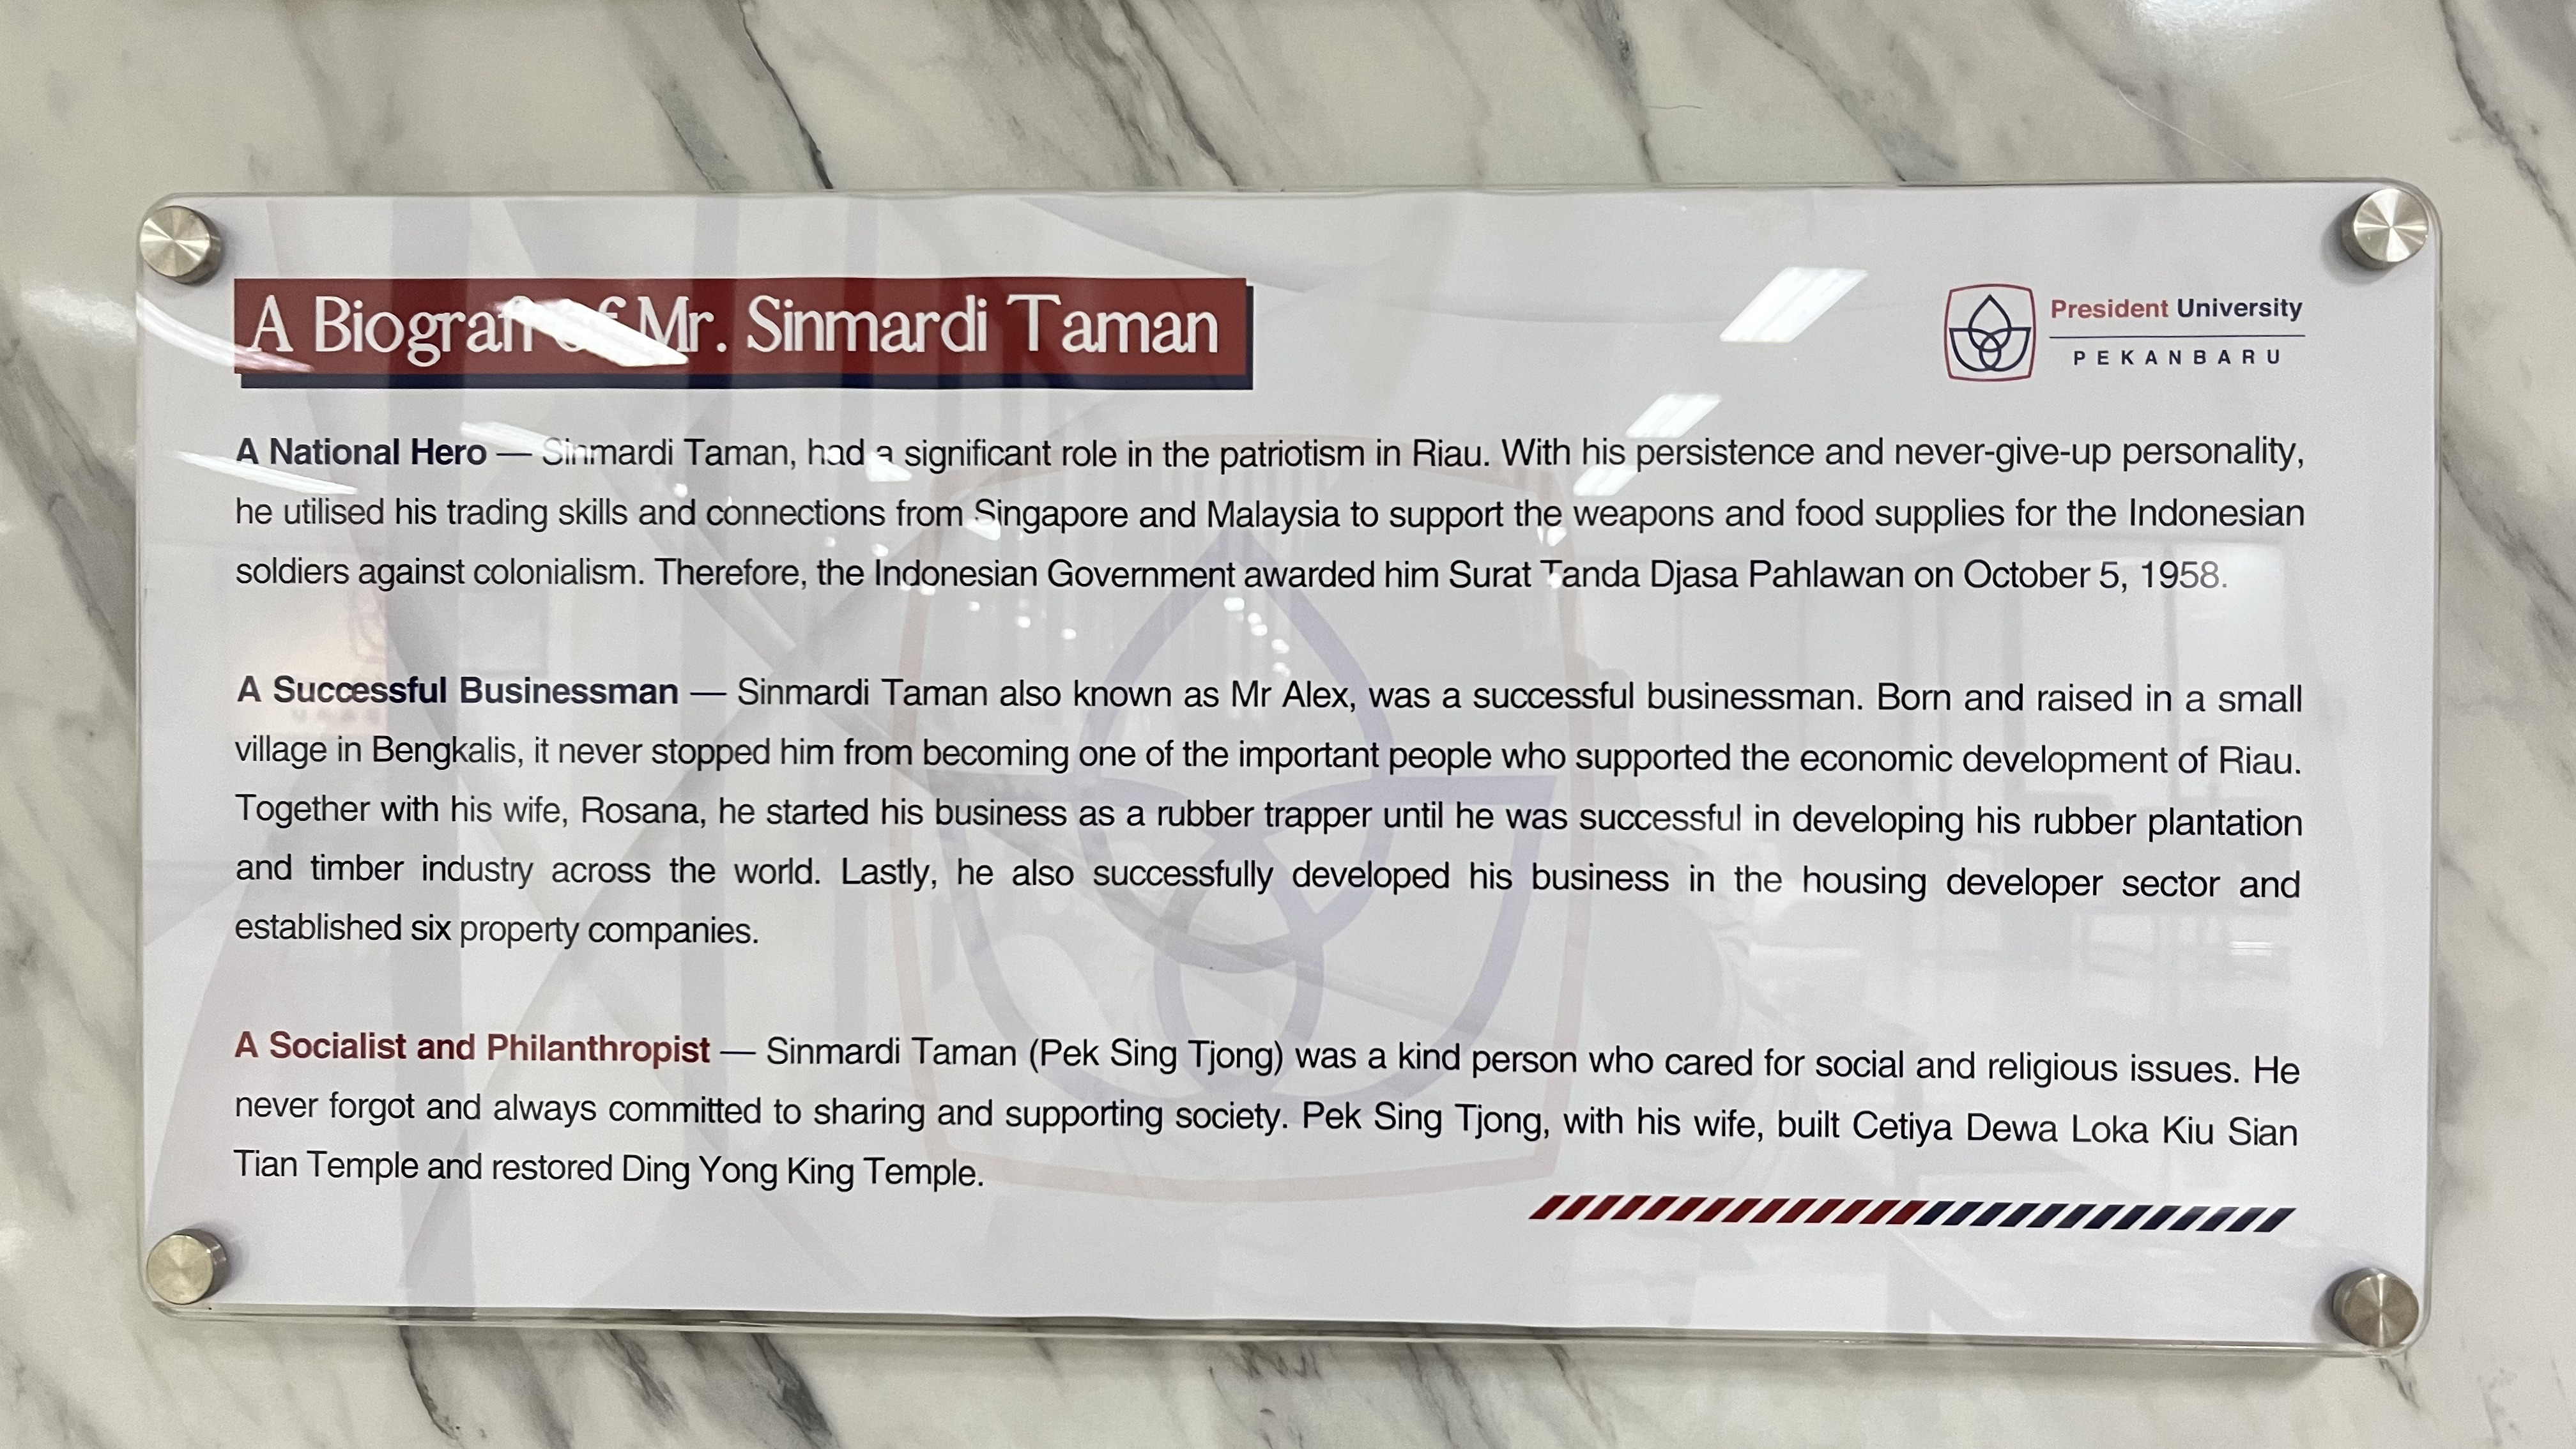 A Biografi of Mr. Sinmardi Taman
President University
PEKANBARU
A National Hero — Sinmardi Taman, had a significant role in the patriotism in Riau. With his persistence and never-give-up personality,
he utilised his trading skills and connections from Singapore and Malaysia to support the weapons and food supplies for the Indonesian
soldiers against colonialism. Therefore, the Indonesian Government awarded him Surat Tanda Djasa Pahlawan on October 5, 1958.
A Successful Businessman — Sinmardi Taman also known as Mr Alex, was a successful businessman. Born and raised in a small
village in Bengkalis, it never stopped him from becoming one of the important people who supported the economic development of Riau.
Together with his wife, Rosana, he started his business as a rubber trapper until he was successful in developing his rubber plantation
and timber industry across the world. Lastly, he also successfully developed his business in the housing developer sector and
established six property companies.
A Socialist and Philanthropist — Sinmardi Taman (Pek Sing Tjong) was a kind person who cared for social and religious issues. He
never forgot and always committed to sharing and supporting society. Pek Sing Tjong, with his wife, built Cetiya Dewa Loka Kiu Sian
Tian Temple and restored Ding Yong King Temple.